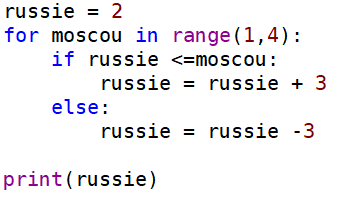 russie = 2
for moscou in range(1,4):
    if russie <=moscou:
        russie = russie + 3
    else:
        russie = russie -3

print(russie)